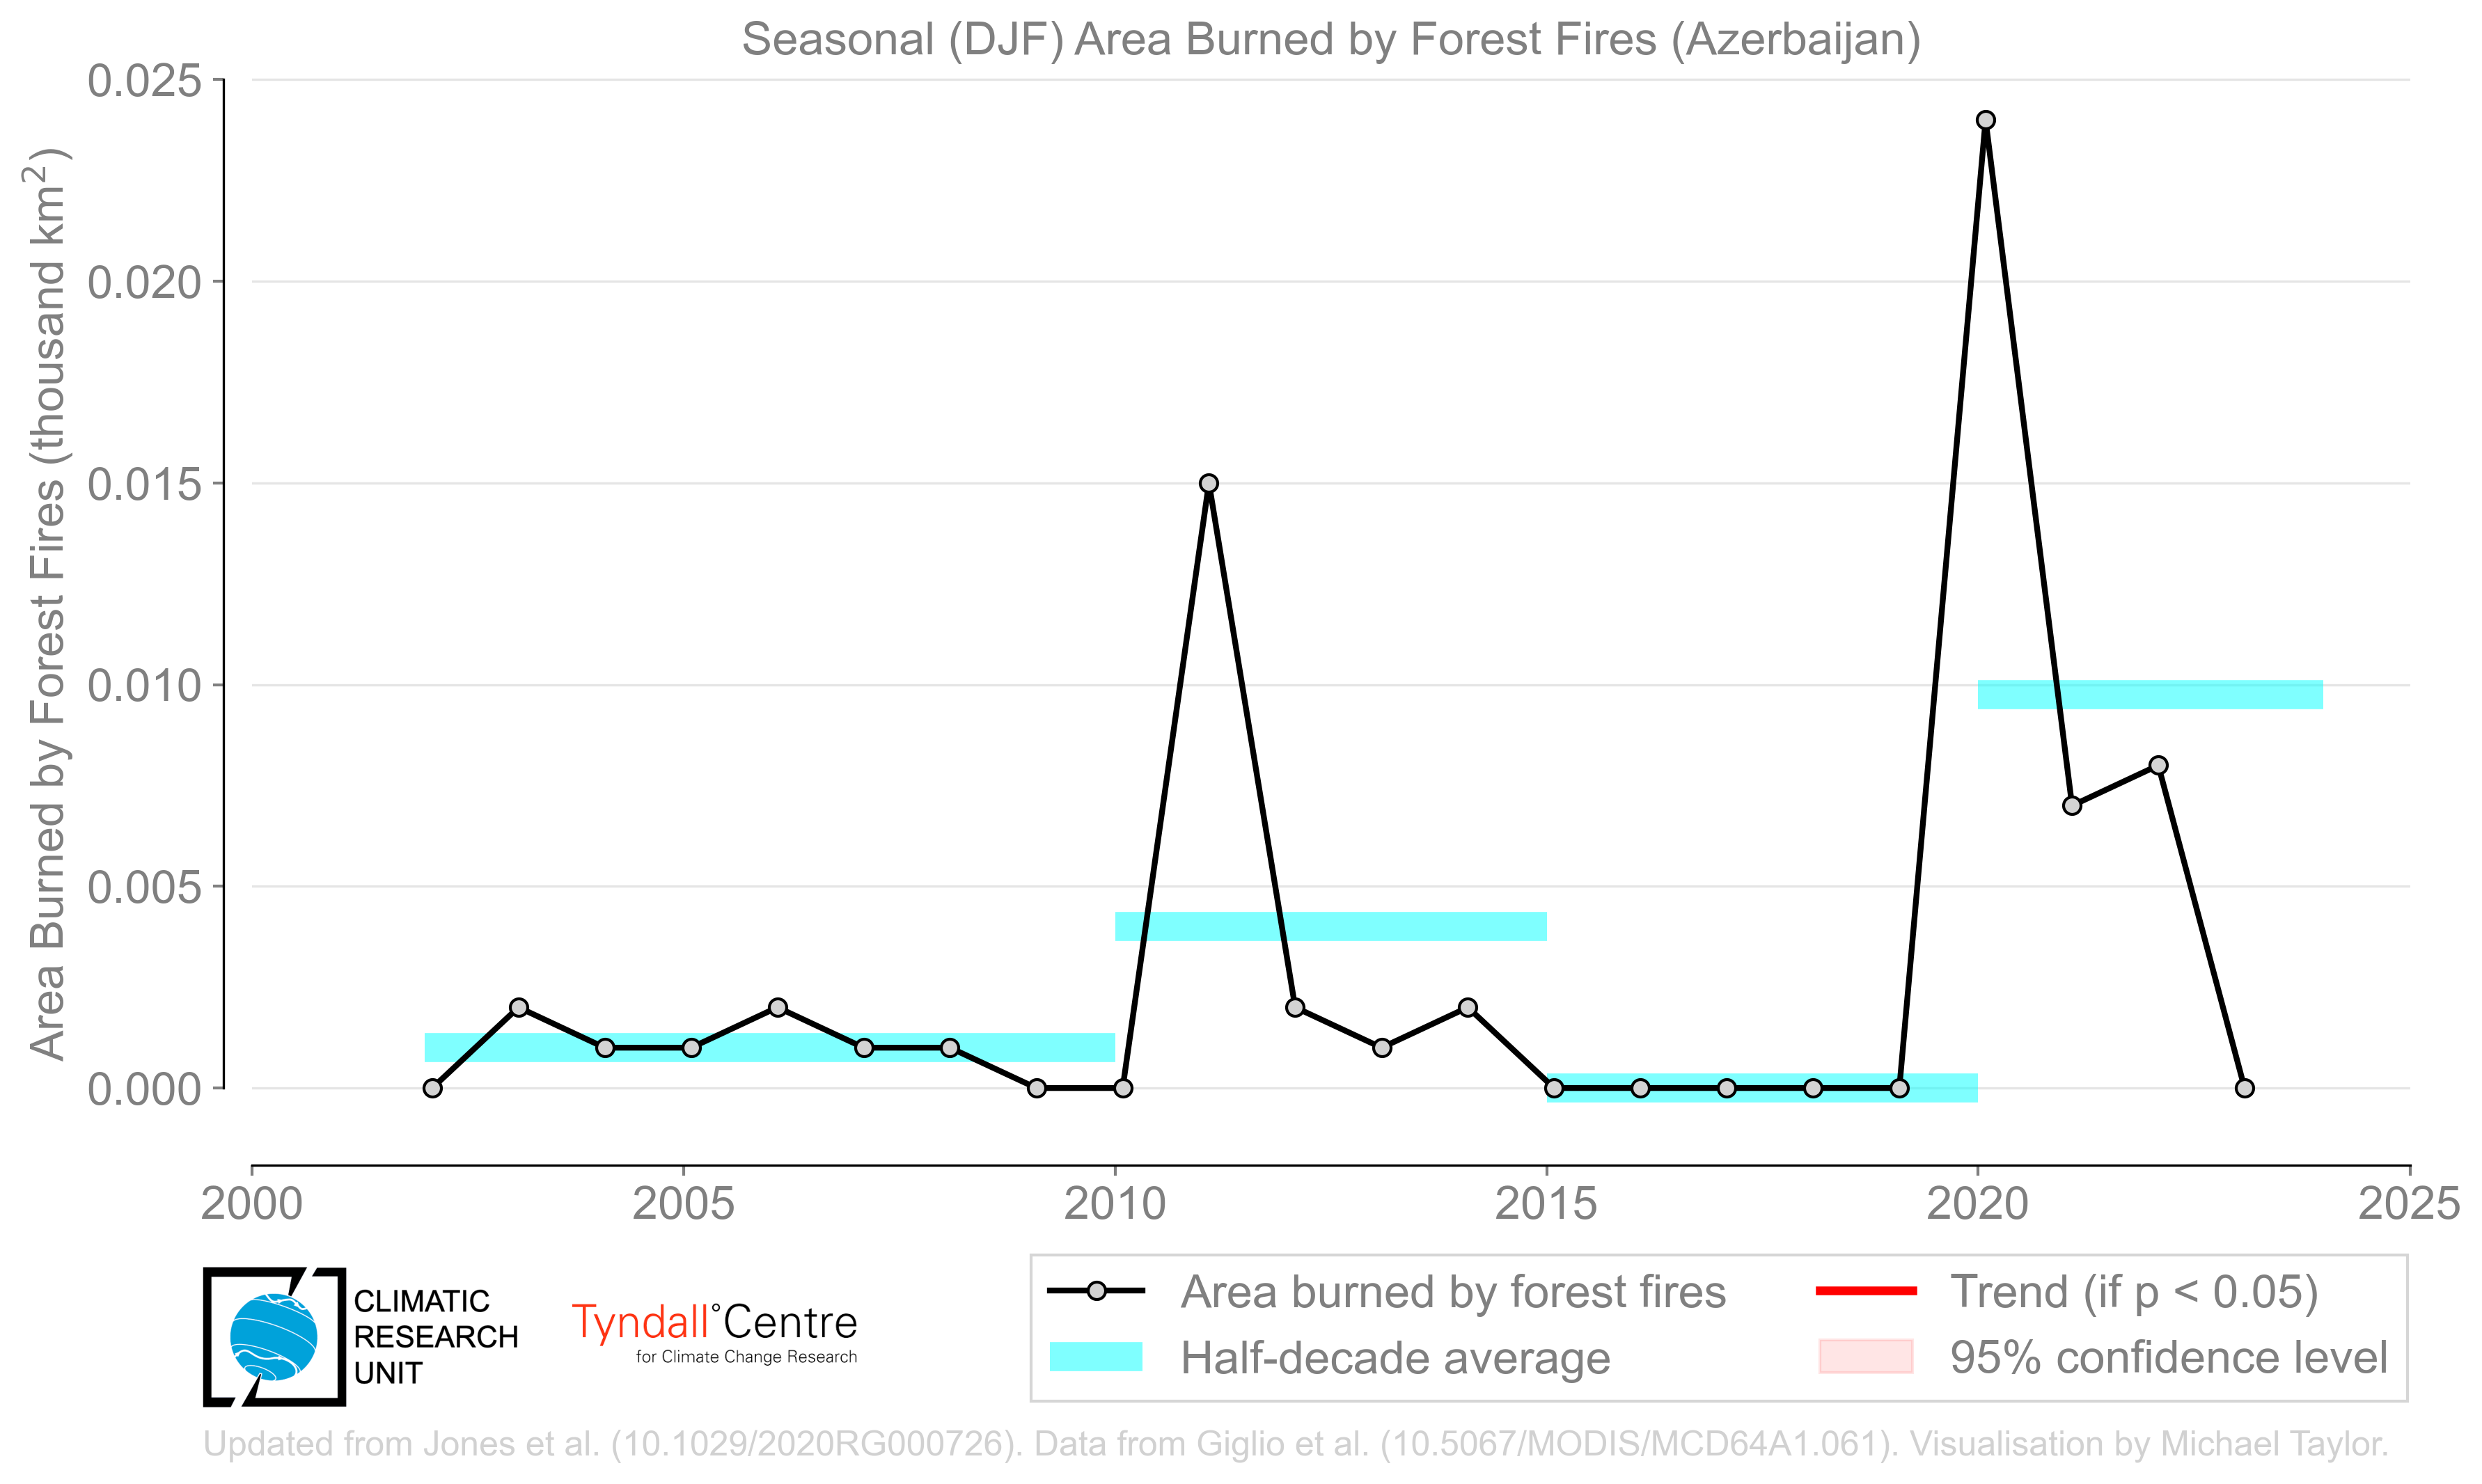 Seasonal (DJF) Area Burned by Forest Fires (Azerbaijan)
Area Burned by Forest Fires (thousand km²)
0.025
0.020
0.015
0.010
0.005
0.000
2000 2005 2010 2015 2020 2025
CLIMATIC
RESEARCH
UNIT
Tyndall°Centre
for Climate Change Research
Area burned by forest fires
Half-decade average
Trend (if p < 0.05)
95% confidence level
Updated from Jones et al. (10.1029/2020RG000726). Data from Giglio et al. (10.5067/MODIS/MCD64A1.061). Visualisation by Michael Taylor.